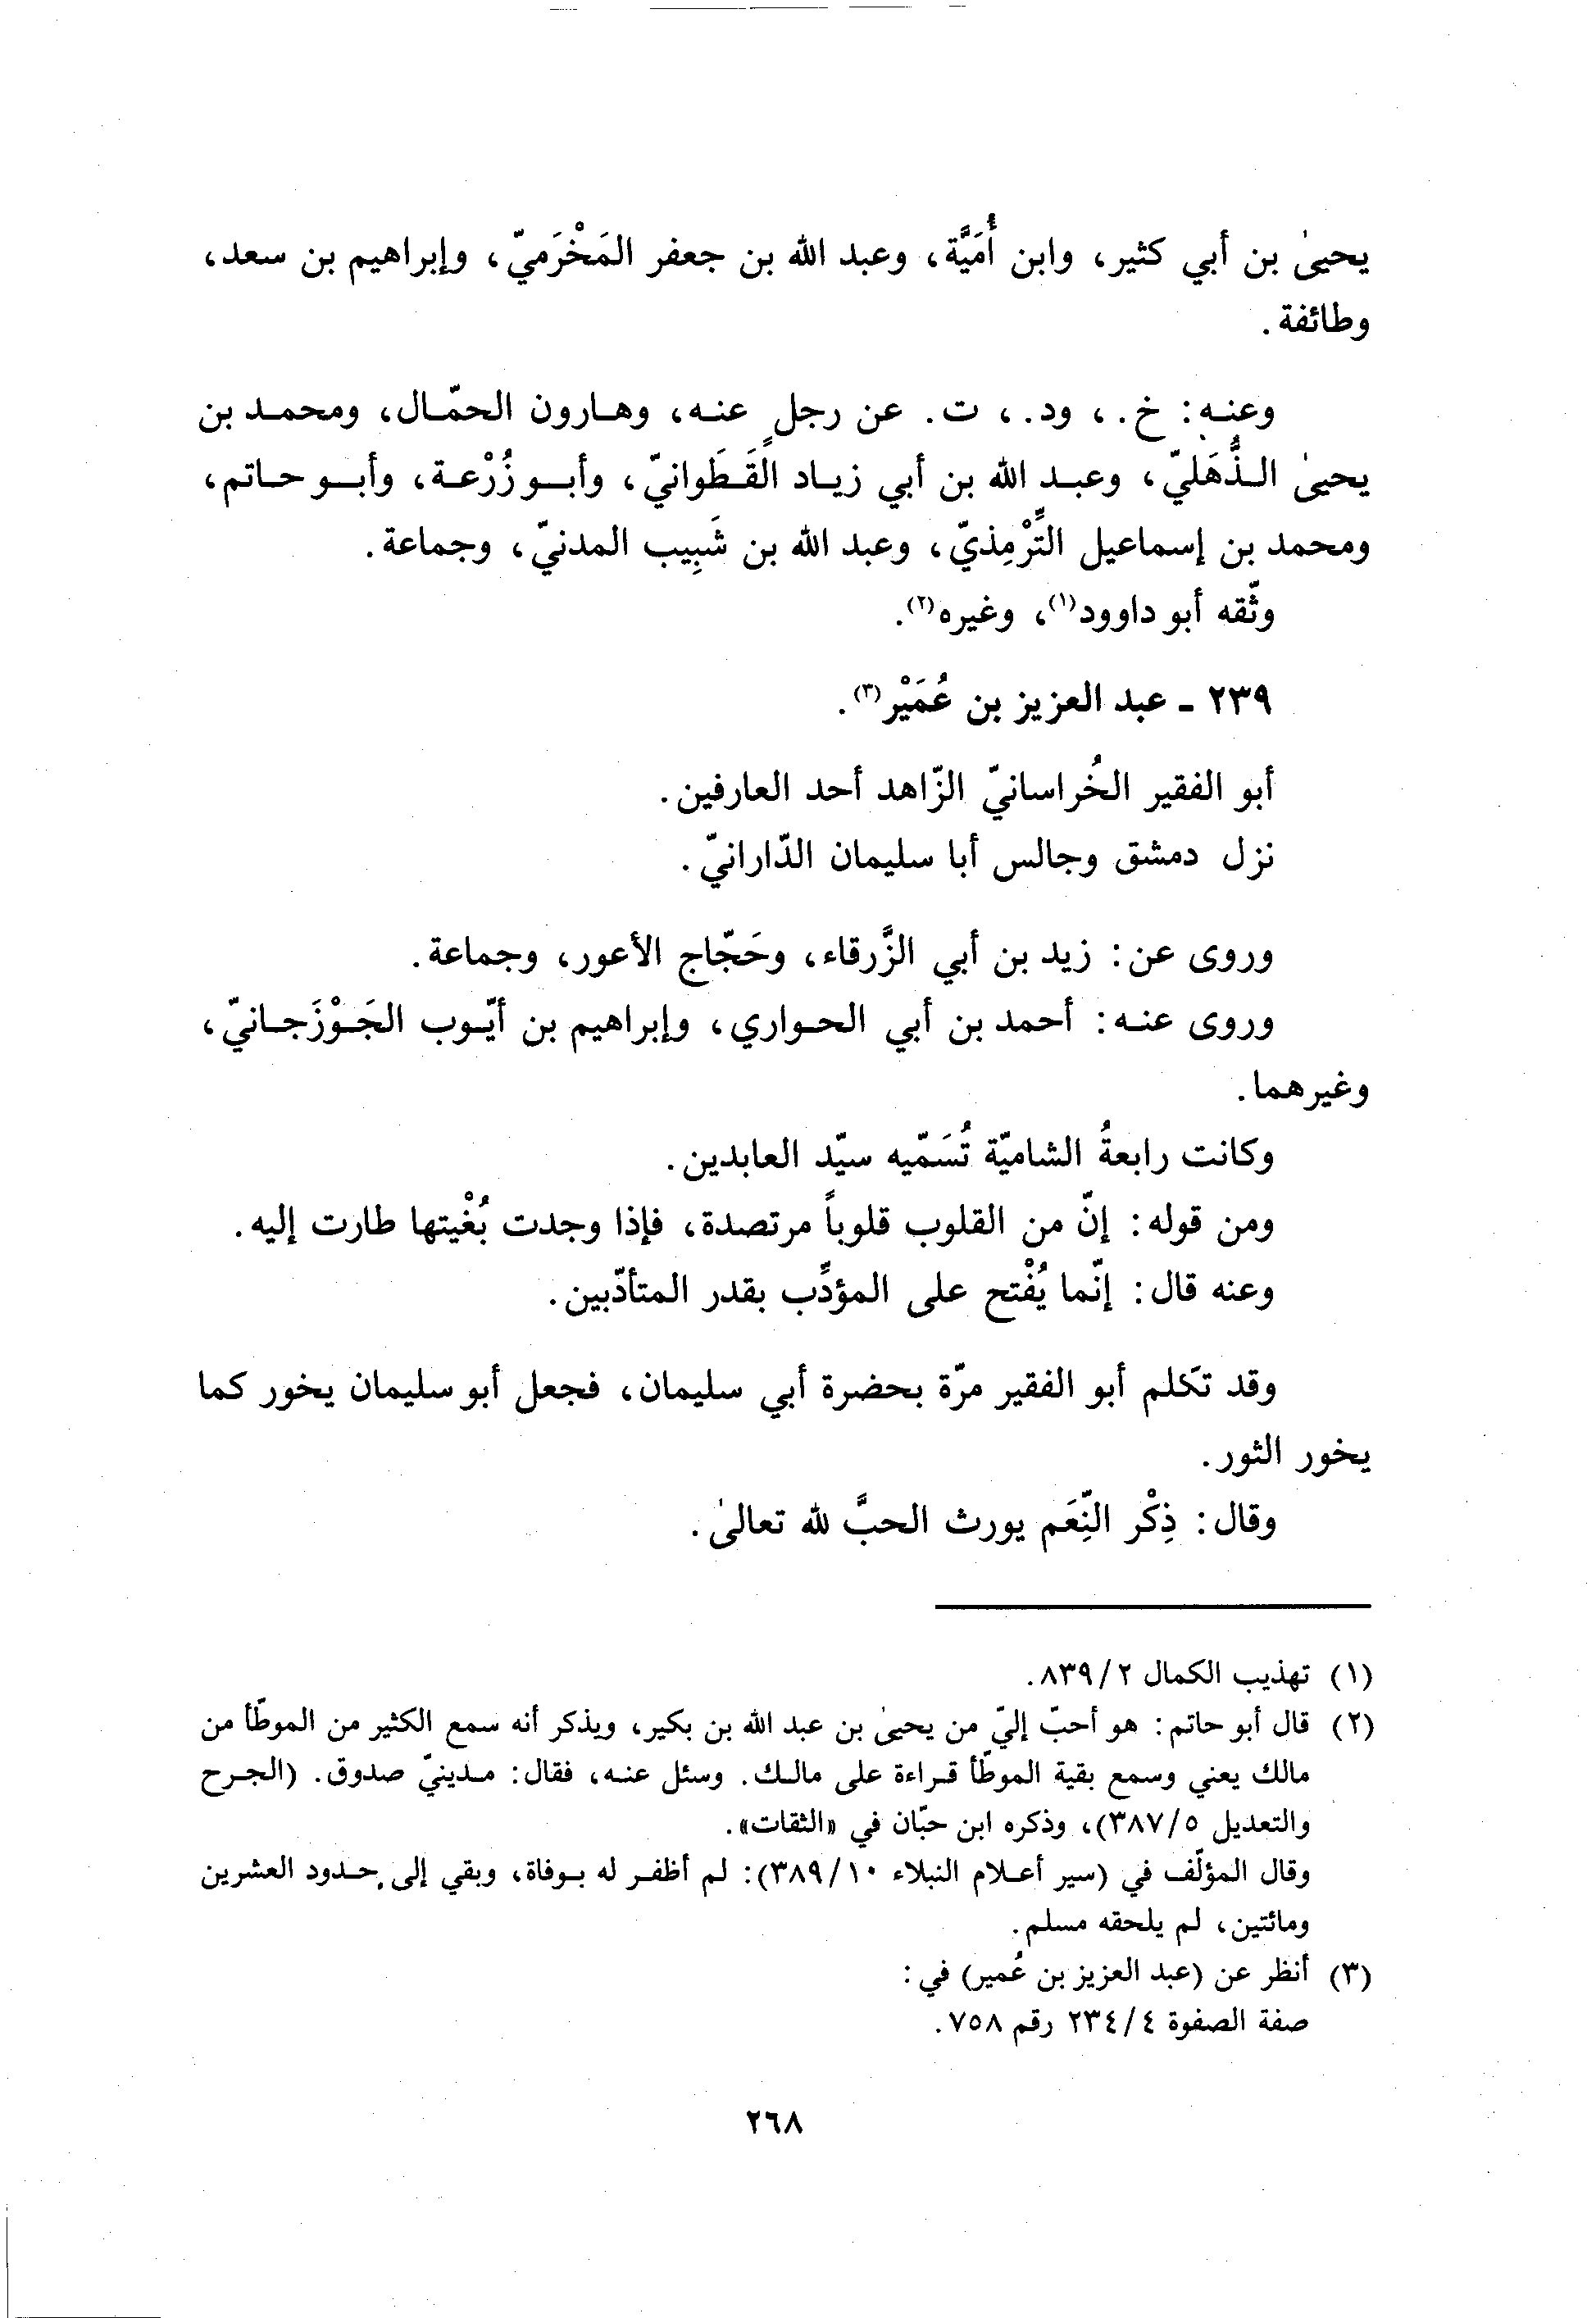 يحيىٰ بن أبي كثير، وابن أُمَيَّة، وعبد الله بن جعفر المَخْرَميّ، وإبراهيم بن سعد،
وطائفة.
وعنه: خ.، ود.، ت. عن رجلٍ عنه، وهارون الحمّال، ومحمد بن
يحيىٰ الذُّهَليّ، وعبد الله بن أبي زياد القَطَوانيّ، وأبو زُرْعة، وأبو حاتم،
ومحمد بن إسماعيل التِّرْمِذيّ، وعبد الله بن شَبِيب المدنيّ، وجماعة.
وثّقه أبو داوود(١)، وغيره(٢).
٢٣٩ - عبد العزيز بن عُمَيْر(٣).
أبو الفقير الخُراسانيّ الزّاهد أحد العارفين.
نزل دمشق وجالس أبا سليمان الدّارانيّ.
وروى عن: زيد بن أبي الزَّرقاء، وحَجّاج الأعور، وجماعة.
وروى عنه: أحمد بن أبي الحواري، وإبراهيم بن أيّوب الجَوْزَجانيّ،
وغيرهما.
وكانت رابعةُ الشاميّة تُسَمّيه سيّد العابدين.
ومن قوله: إنّ من القلوب قلوباً مرتصدة، فإذا وجدت بُغْيتها طارت إليه.
وعنه قال: إنّما يُفْتح على المؤدِّب بقدر المتأدّبين.
وقد تكلم أبو الفقير مرّة بحضرة أبي سليمان، فجعل أبو سليمان يخور كما
يخور الثور.
وقال: ذِكْر النِّعَم يورث الحبَّ لله تعالىٰ.
(١) تهذيب الكمال ٢/ ٨٣٩.
(٢) قال أبو حاتم: هو أحبّ إليّ من يحيىٰ بن عبد الله بن بكير، ويذكر أنه سمع الكثير من الموطّأ من
مالك يعني وسمع بقية الموطّأ قراءة على مالك. وسئل عنه، فقال: مدينيّ صدوق. (الجرح
والتعديل ٥/ ٣٨٧)، وذكره ابن حبّان في «الثقات».
وقال المؤلّف في (سير أعلام النبلاء ١٠/ ٣٨٩): لم أظفر له بوفاة، وبقي إلى حدود العشرين
ومائتين، لم يلحقه مسلم.
(٣) أنظر عن (عبد العزيز بن عُمير) في:
صفة الصفوة ٤/ ٢٣٤ رقم ٧٥٨.
٢٦٨